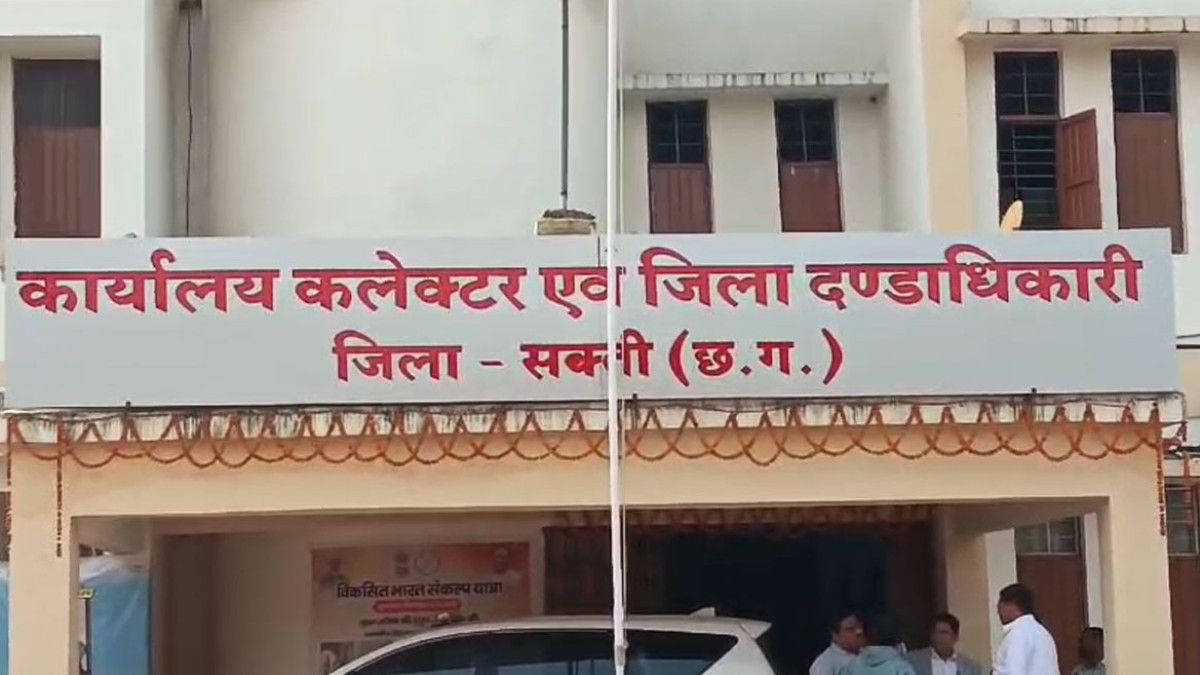 कार्यालय कलेक्टर एवं जिला दण्डाधिकारी
जिला - सक्ती (छ.ग.)
विकसित भारत संकल्प यात्रा